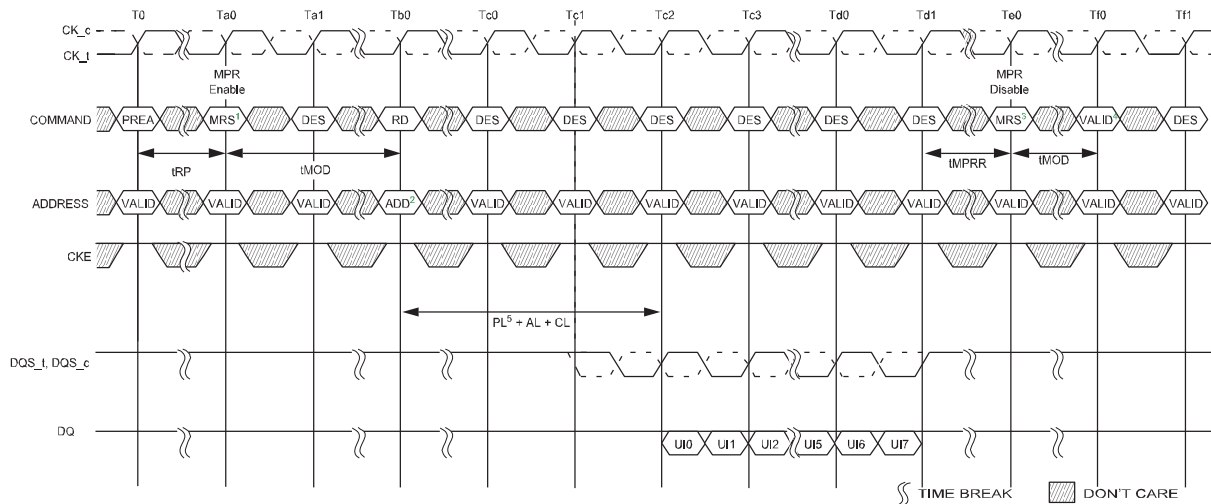 T0 Ta0 Ta1 Tb0 Tc0 Tc1 Tc2 Tc3 Td0 Td1 Te0 Tf0 Tf1
CK_c
CK_t
MPR Enable
MPR Disable
COMMAND PREA MRS1 DES RD DES DES DES DES DES DES MRS3 VALID4 DES
tRP tMOD tMPRR tMOD
ADDRESS VALID VALID VALID ADD2 VALID VALID VALID VALID VALID VALID VALID VALID VALID
CKE
PL5 + AL + CL
DQS_t, DQS_c
DQ UI0 UI1 UI2 UI5 UI6 UI7
TIME BREAK DON'T CARE